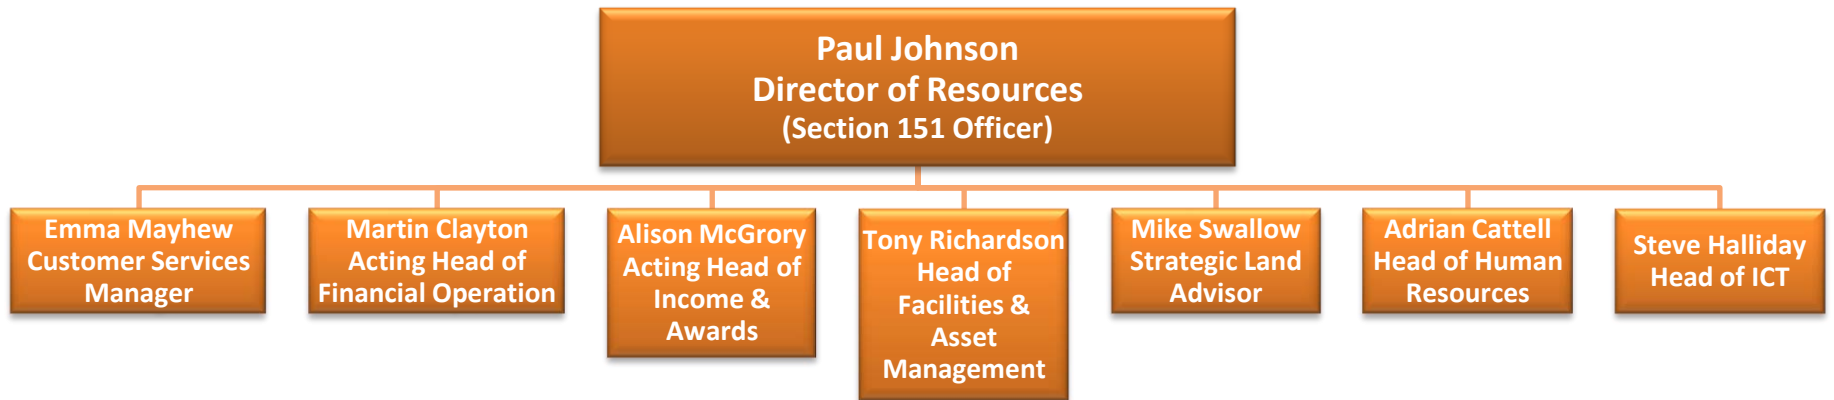 Paul Johnson
Director of Resources
(Section 151 Officer)
Emma Mayhew
Customer Services
Manager
Martin Clayton
Acting Head of
Financial Operation
Alison McGrory
Acting Head of
Income &
Awards
Tony Richardson
Head of
Facilities &
Asset
Management
Mike Swallow
Strategic Land
Advisor
Adrian Cattell
Head of Human
Resources
Steve Halliday
Head of ICT